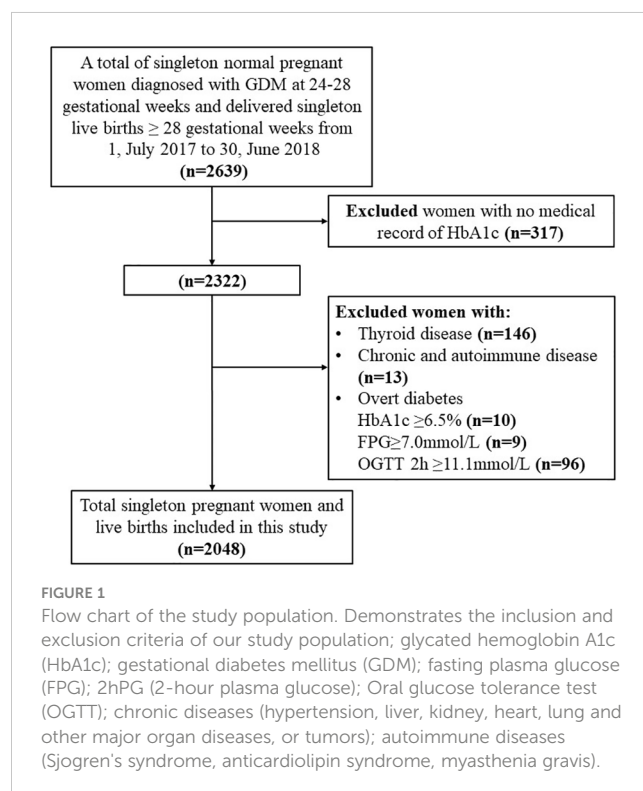 A total of singleton normal pregnant
women diagnosed with GDM at 24-28
gestational weeks and delivered singleton
live births ≥ 28 gestational weeks from
1, July 2017 to 30, June 2018
(n=2639)
Excluded women with no medical
record of HbA1c (n=317)
(n=2322)
Excluded women with:
• Thyroid disease (n=146)
• Chronic and autoimmune disease
(n=13)
• Overt diabetes
HbA1c ≥6.5% (n=10)
FPG≥7.0mmol/L (n=9)
OGTT 2h ≥11.1mmol/L (n=96)
Total singleton pregnant women and
live births included in this study
(n=2048)
FIGURE 1
Flow chart of the study population. Demonstrates the inclusion and
exclusion criteria of our study population; glycated hemoglobin A1c
(HbA1c); gestational diabetes mellitus (GDM); fasting plasma glucose
(FPG); 2hPG (2-hour plasma glucose); Oral glucose tolerance test
(OGTT); chronic diseases (hypertension, liver, kidney, heart, lung and
other major organ diseases, or tumors); autoimmune diseases
(Sjogren's syndrome, anticardiolipin syndrome, myasthenia gravis).